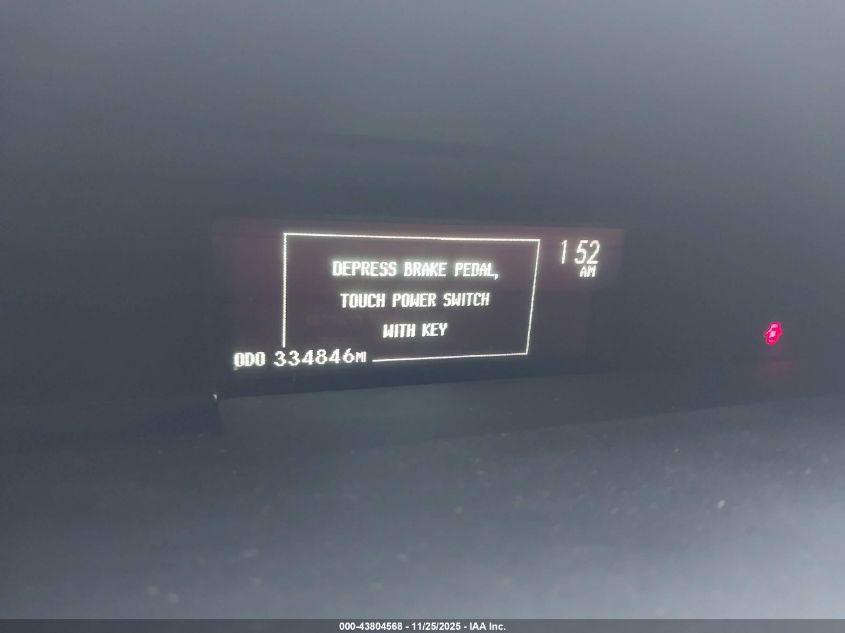 DEPRESS BRAKE PEDAL,
TOUCH POWER SWITCH
WITH KEY
1 52
AM
ODO 334846MI
000-43804568 - 11/25/2025 - IAA Inc.